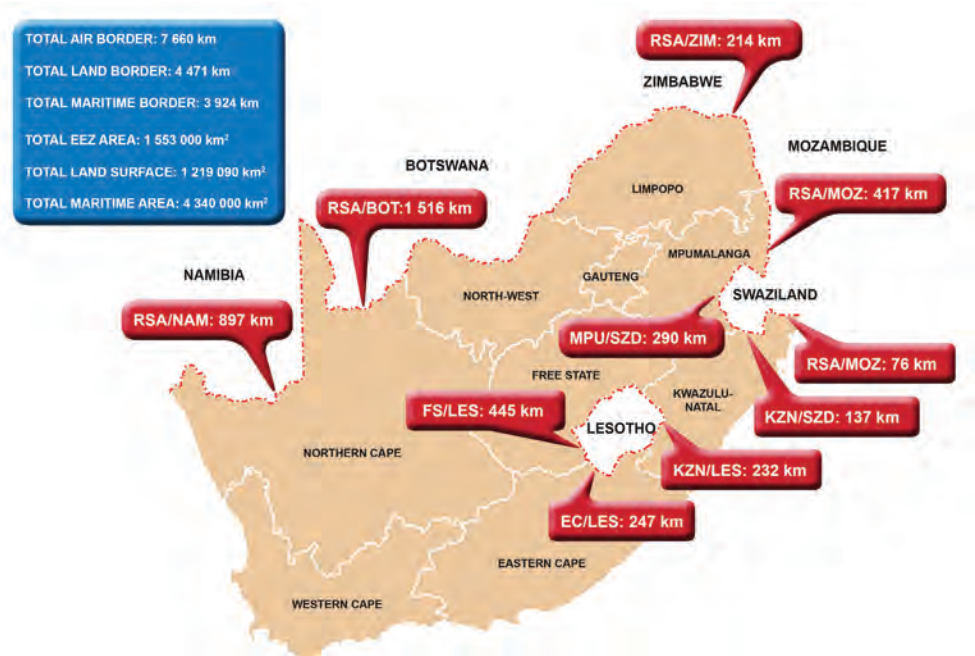 TOTAL AIR BORDER: 7 660 km
TOTAL LAND BORDER: 4 471 km
TOTAL MARITIME BORDER: 3 924 km
TOTAL EEZ AREA: 1 553 000 km²
TOTAL LAND SURFACE: 1 219 090 km²
TOTAL MARITIME AREA: 4 340 000 km²
RSA/ZIM: 214 km
ZIMBABWE
MOZAMBIQUE
BOTSWANA
LIMPOPO
RSA/MOZ: 417 km
RSA/BOT:1 516 km
MPUMALANGA
NAMIBIA
GAUTENG
NORTH-WEST
SWAZILAND
RSA/NAM: 897 km
MPU/SZD: 290 km
RSA/MOZ: 76 km
FREE STATE
KWAZULU-
NATAL
FS/LES: 445 km
KZN/SZD: 137 km
LESOTHO
NORTHERN CAPE
KZN/LES: 232 km
EC/LES: 247 km
EASTERN CAPE
WESTERN CAPE